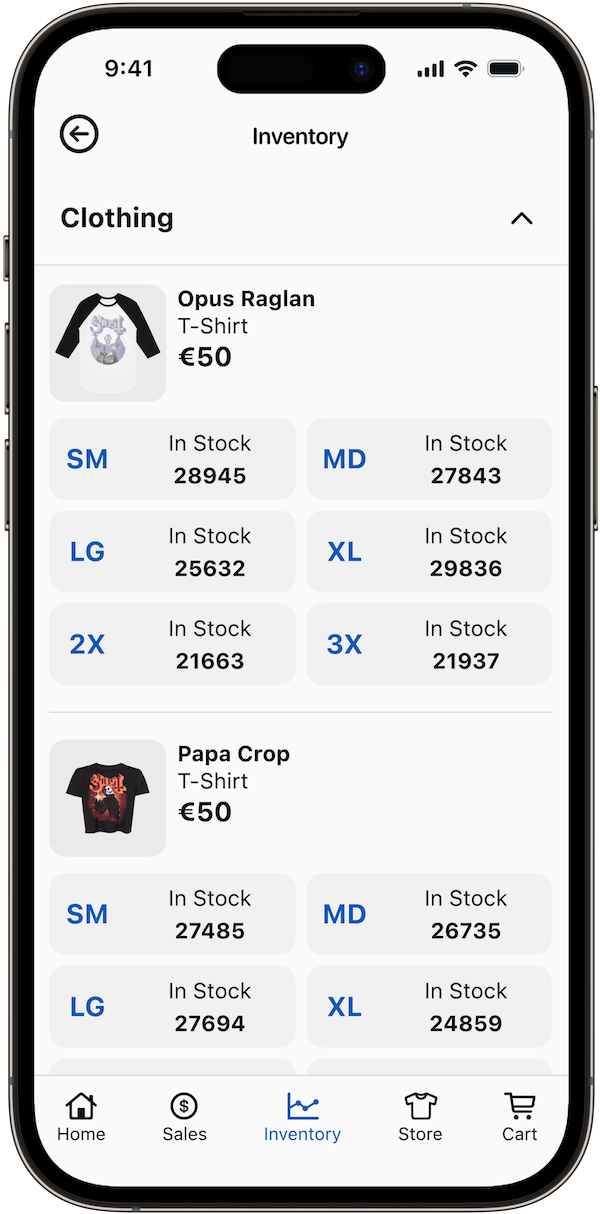 9:41
Inventory
Clothing
Opus Raglan
T-Shirt
€50
SM
In Stock
28945
MD
In Stock
27843
LG
In Stock
25632
XL
In Stock
29836
2X
In Stock
21663
3X
In Stock
21937
Ghost
Papa Crop
T-Shirt
€50
Ghost
SM
In Stock
27485
MD
In Stock
26735
LG
In Stock
27694
XL
In Stock
24859
$
Home
Sales
Inventory
Store
Cart